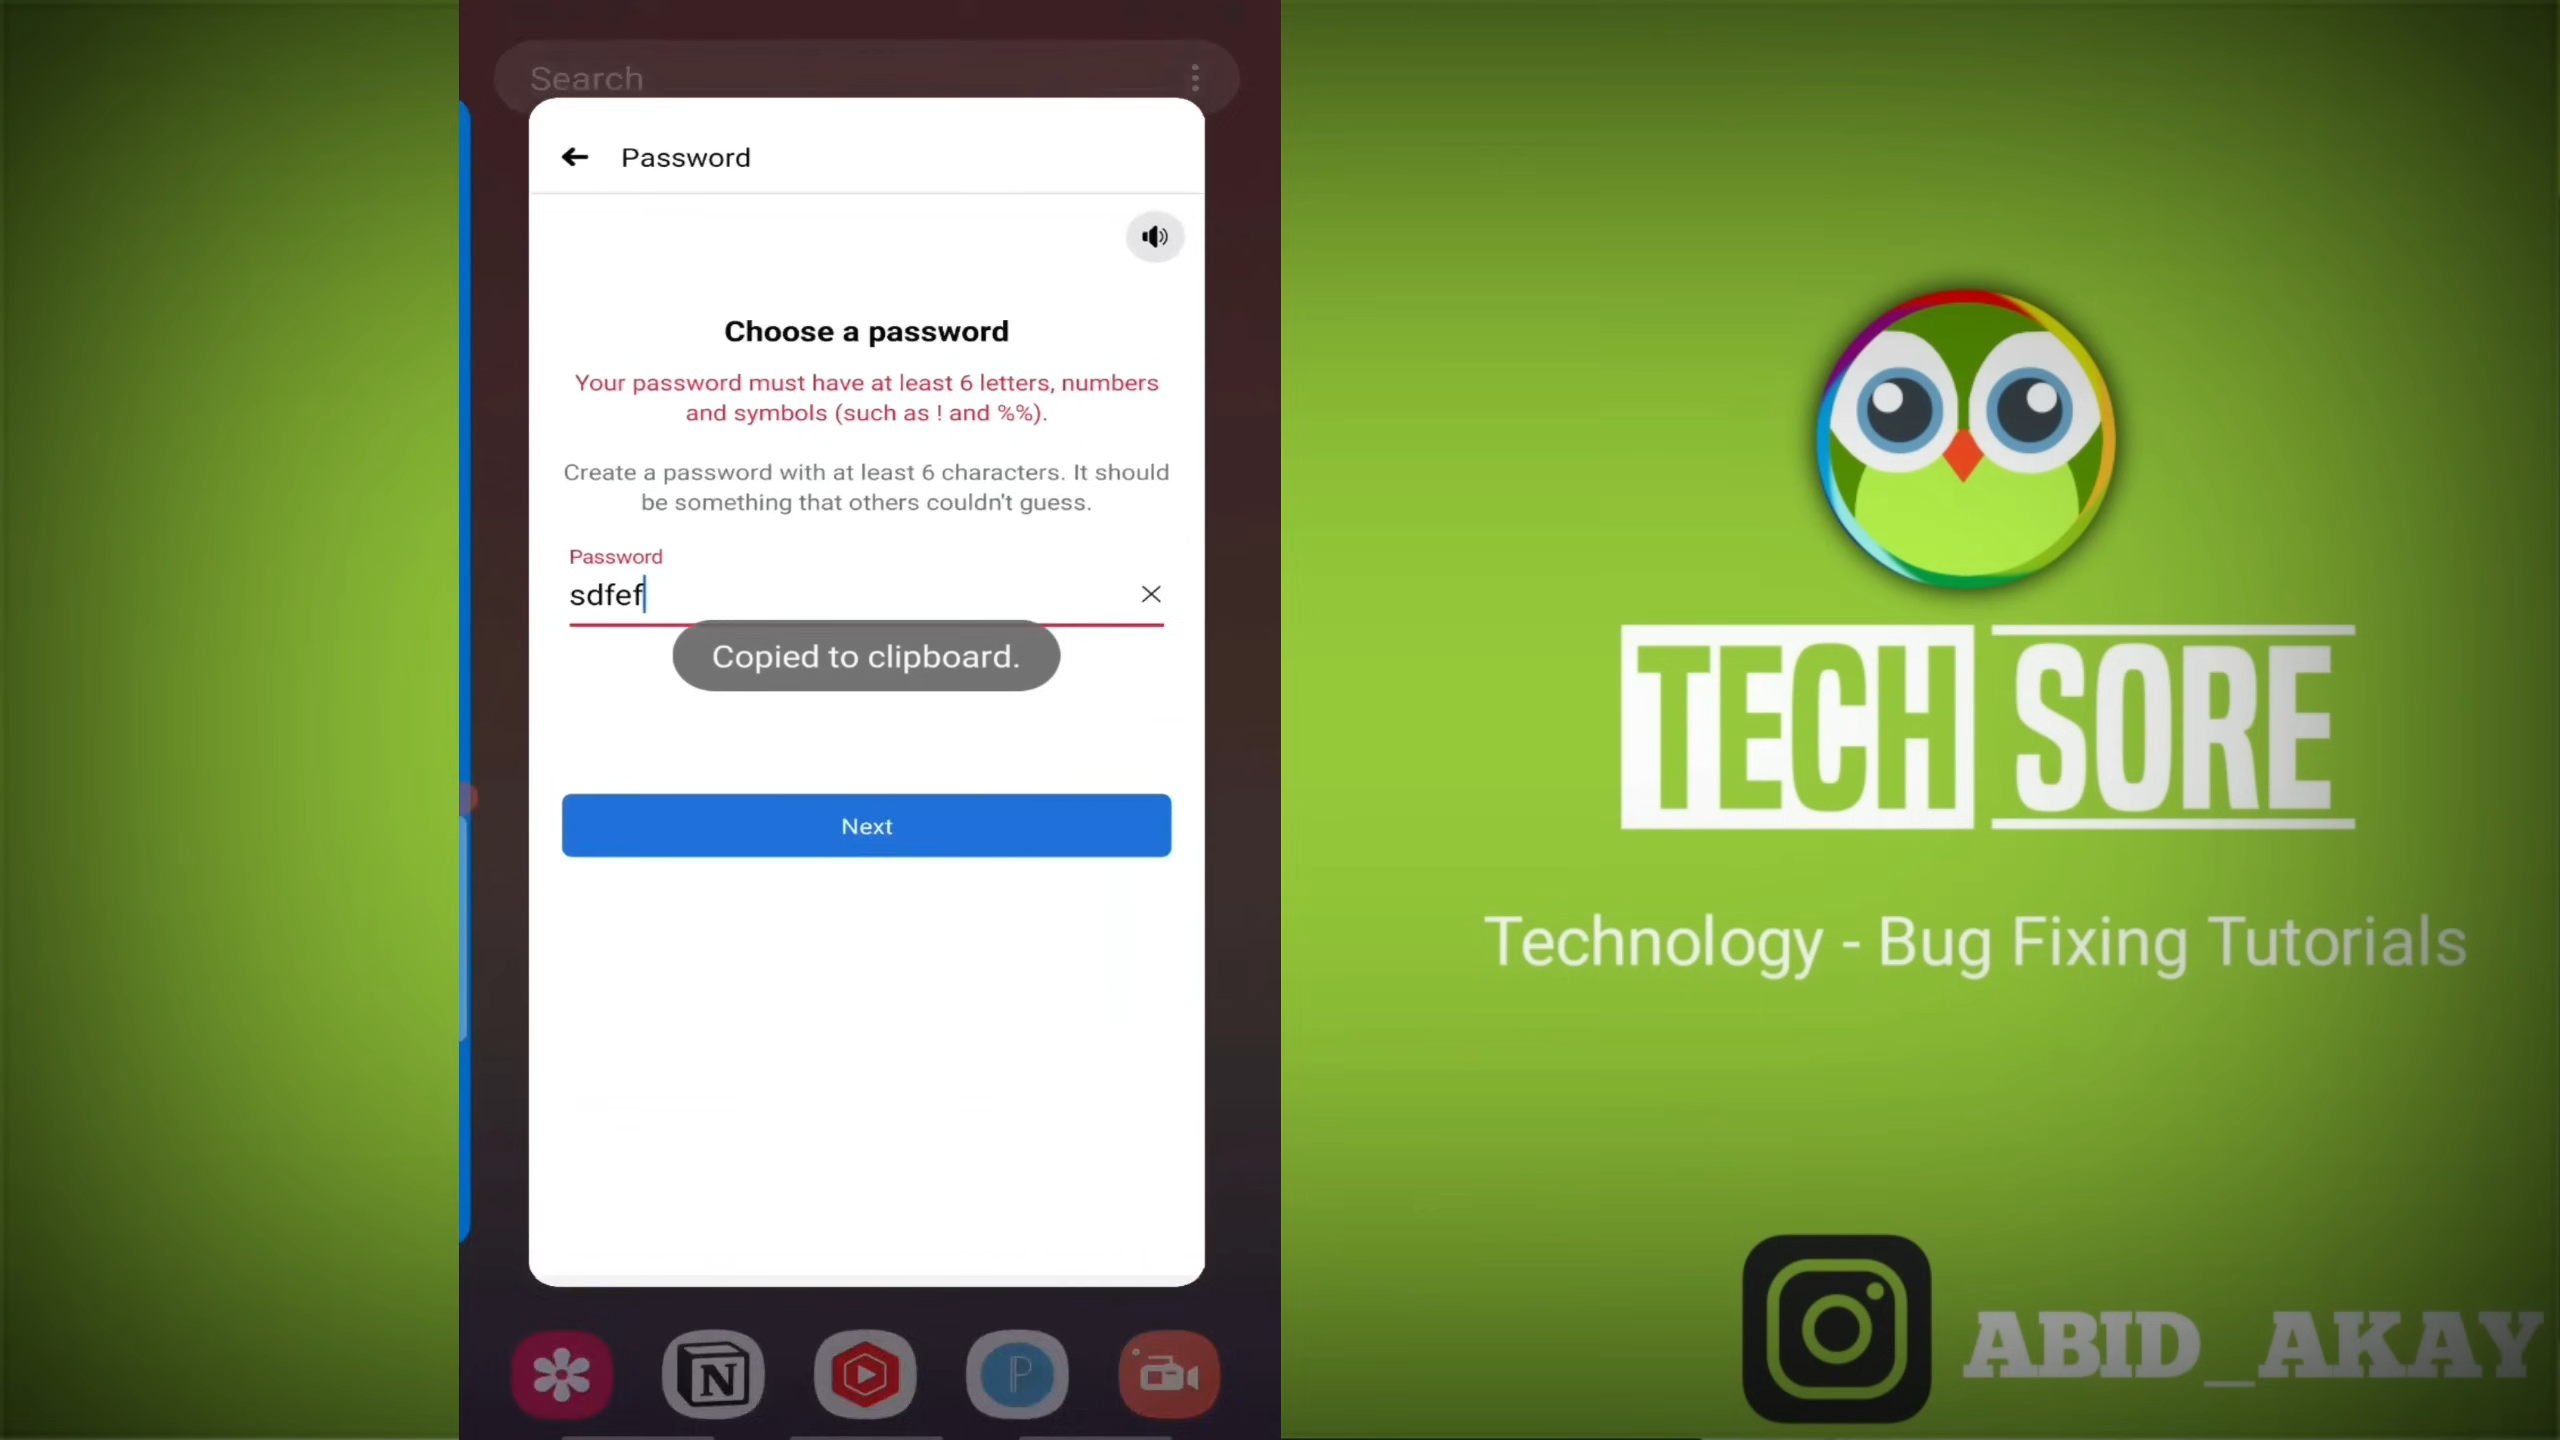 Search
Password
Choose a password
Your password must have at least 6 letters, numbers
and symbols (such as ! and %%).
Create a password with at least 6 characters. It should
be something that others couldn't guess.
Password
sdfef
Copied to clipboard.
Next
N
P
TECH SORE
Technology - Bug Fixing Tutorials
ABID_AKAY